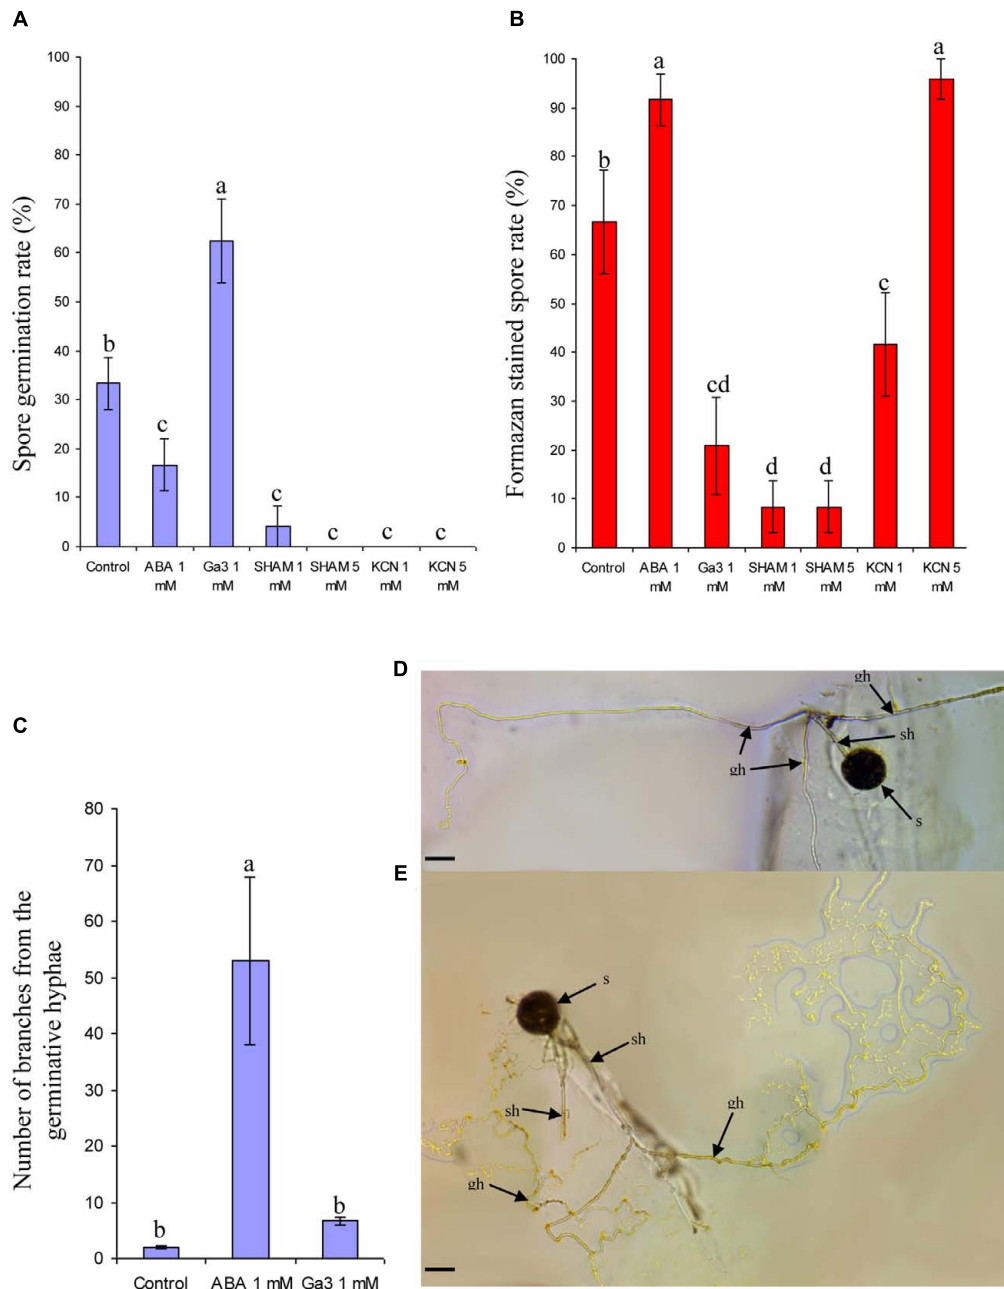 A
100
90
80
70
60
50
40
30
20
10
0
Spore germination rate (%)
b
c
a
c
c
c
c
Control
ABA 1 mM
Ga3 1 mM
SHAM 1 mM
SHAM 5 mM
KCN 1 mM
KCN 5 mM
B
100
90
80
70
60
50
40
30
20
10
0
Formazan stained spore rate (%)
b
a
cd
d
d
c
a
Control
ABA 1 mM
Ga3 1 mM
SHAM 1 mM
SHAM 5 mM
KCN 1 mM
KCN 5 mM
C
80
70
60
50
40
30
20
10
0
Number of branches from the
germinative hyphae
b
a
b
Control
ABA 1 mM
Ga3 1 mM
D
gh
sh
gh
s
E
s
sh
sh
gh
gh